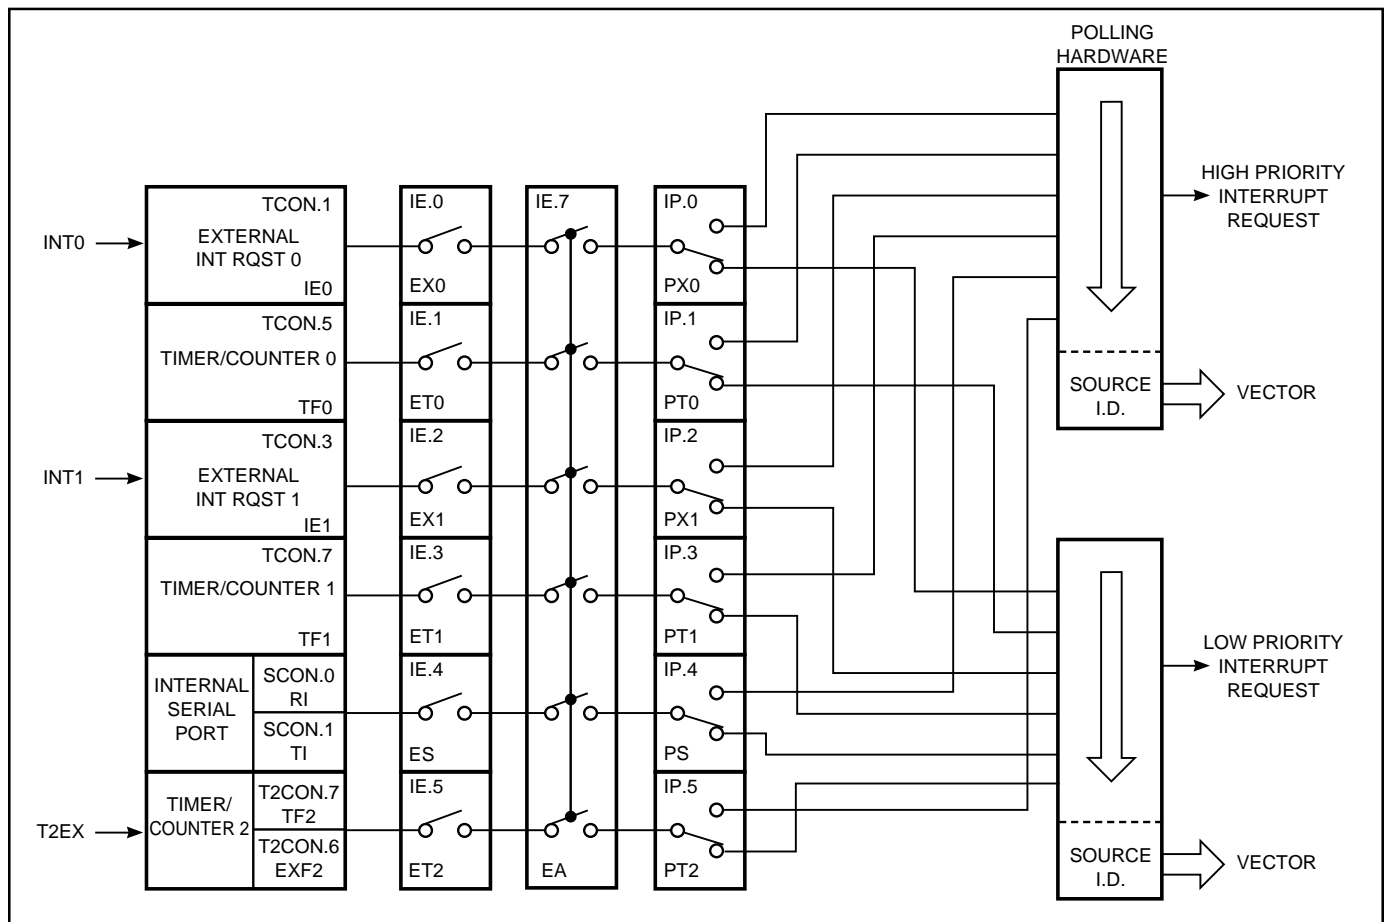 POLLING
HARDWARE
HIGH PRIORITY
INTERRUPT
REQUEST
SOURCE
I.D.
VECTOR
INT0
TCON.1
EXTERNAL
INT RQST 0
IE0
IE.0
EX0
IE.7
IP.0
PX0
TCON.5
TIMER/COUNTER 0
TF0
IE.1
ET0
IP.1
PT0
INT1
TCON.3
EXTERNAL
INT RQST 1
IE1
IE.2
EX1
IP.2
PX1
TCON.7
TIMER/COUNTER 1
TF1
IE.3
ET1
IP.3
PT1
INTERNAL
SERIAL
PORT
SCON.0
RI
SCON.1
TI
IE.4
ES
IP.4
PS
T2EX
TIMER/
COUNTER 2
T2CON.7
TF2
T2CON.6
EXF2
IE.5
ET2
EA
IP.5
PT2
LOW PRIORITY
INTERRUPT
REQUEST
SOURCE
I.D.
VECTOR